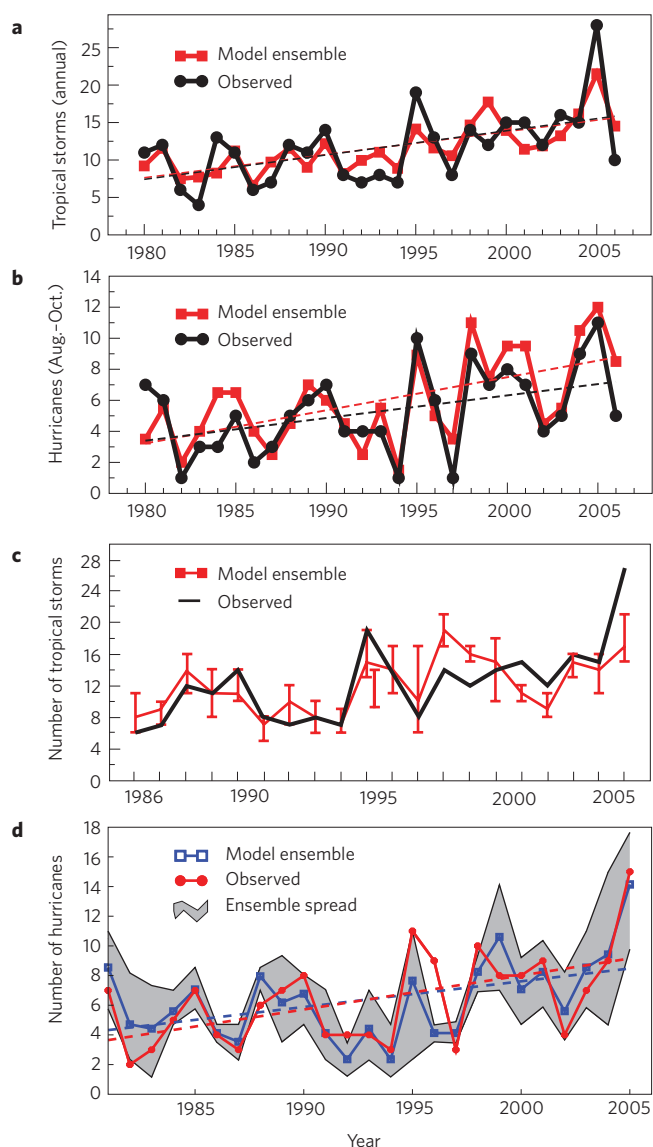 a
Tropical storms (annual)
25
20
15
10
5
0
Model ensemble
Observed
1980 1985 1990 1995 2000 2005
b
Hurricanes (Aug.–Oct.)
14
12
10
8
6
4
2
0
Model ensemble
Observed
1980 1985 1990 1995 2000 2005
c
Number of tropical storms
28
24
20
16
12
8
4
0
Model ensemble
Observed
1986 1990 1995 2000 2005
d
Number of hurricanes
18
16
14
12
10
8
6
4
2
0
Model ensemble
Observed
Ensemble spread
1985 1990 1995 2000 2005
Year